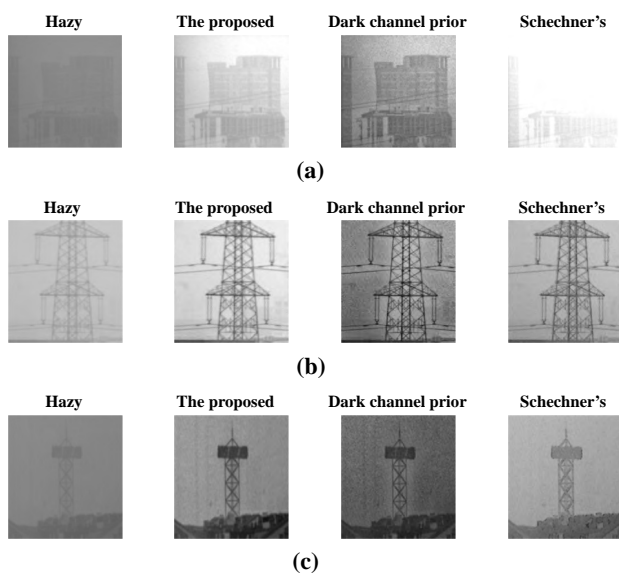 Hazy The proposed Dark channel prior Schechner's
(a)
Hazy The proposed Dark channel prior Schechner's
(b)
Hazy The proposed Dark channel prior Schechner's
(c)